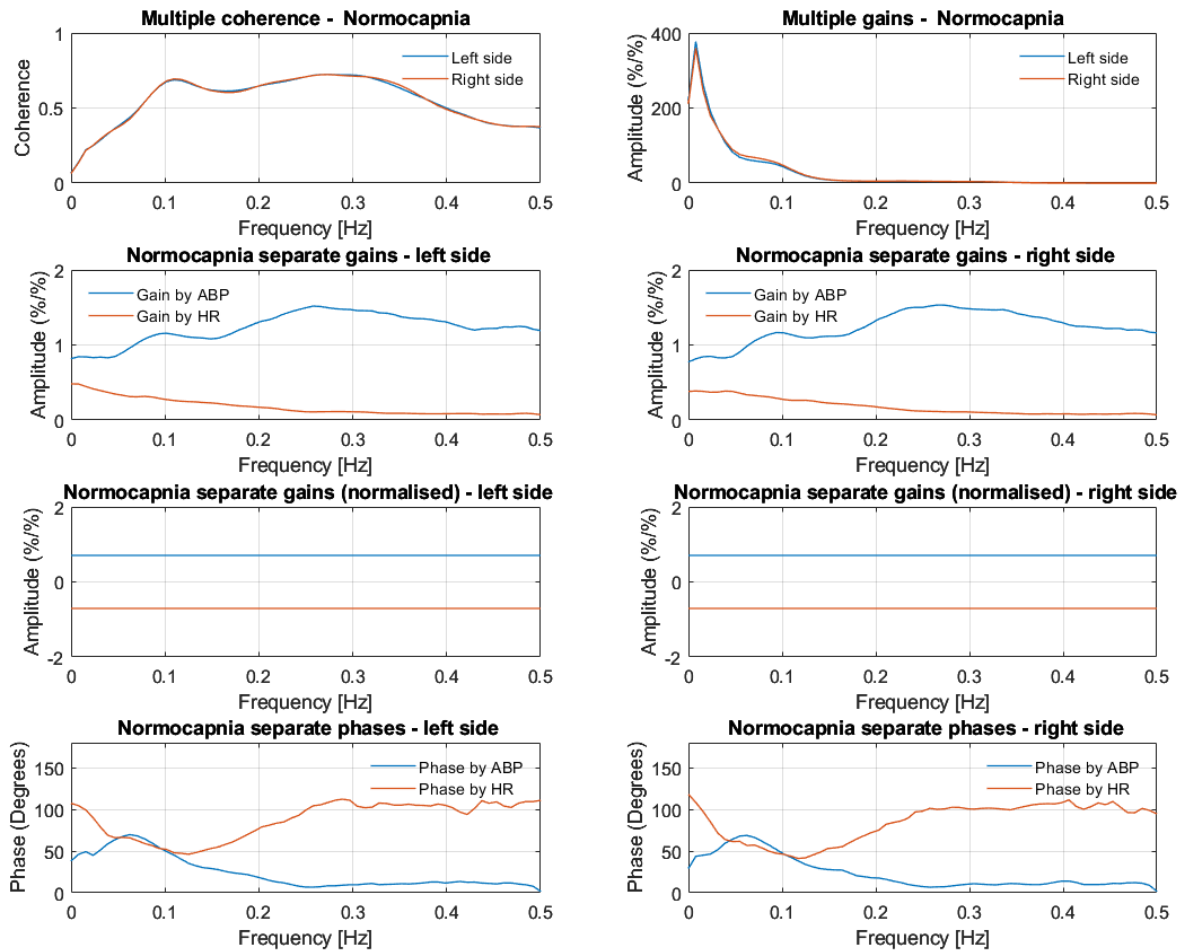 Multiple coherence -  Normocapnia
Coherence
1
0.5
0
Left side
Right side
0 0.1 0.2 0.3 0.4 0.5
Frequency [Hz]
Multiple gains -  Normocapnia
Amplitude (%/%)
400
200
0
Left side
Right side
0 0.1 0.2 0.3 0.4 0.5
Frequency [Hz]
Normocapnia separate gains - left side
Amplitude (%/%)
2
1
0
Gain by ABP
Gain by HR
0 0.1 0.2 0.3 0.4 0.5
Frequency [Hz]
Normocapnia separate gains - right side
Amplitude (%/%)
2
1
0
Gain by ABP
Gain by HR
0 0.1 0.2 0.3 0.4 0.5
Frequency [Hz]
Normocapnia separate gains (normalised) - left side
Amplitude (%/%)
2
0
-2
0 0.1 0.2 0.3 0.4 0.5
Frequency [Hz]
Normocapnia separate gains (normalised) - right side
Amplitude (%/%)
2
0
-2
0 0.1 0.2 0.3 0.4 0.5
Frequency [Hz]
Normocapnia separate phases - left side
Phase (Degrees)
150
100
50
0
Phase by ABP
Phase by HR
0 0.1 0.2 0.3 0.4 0.5
Frequency [Hz]
Normocapnia separate phases - right side
Phase (Degrees)
150
100
50
0
Phase by ABP
Phase by HR
0 0.1 0.2 0.3 0.4 0.5
Frequency [Hz]